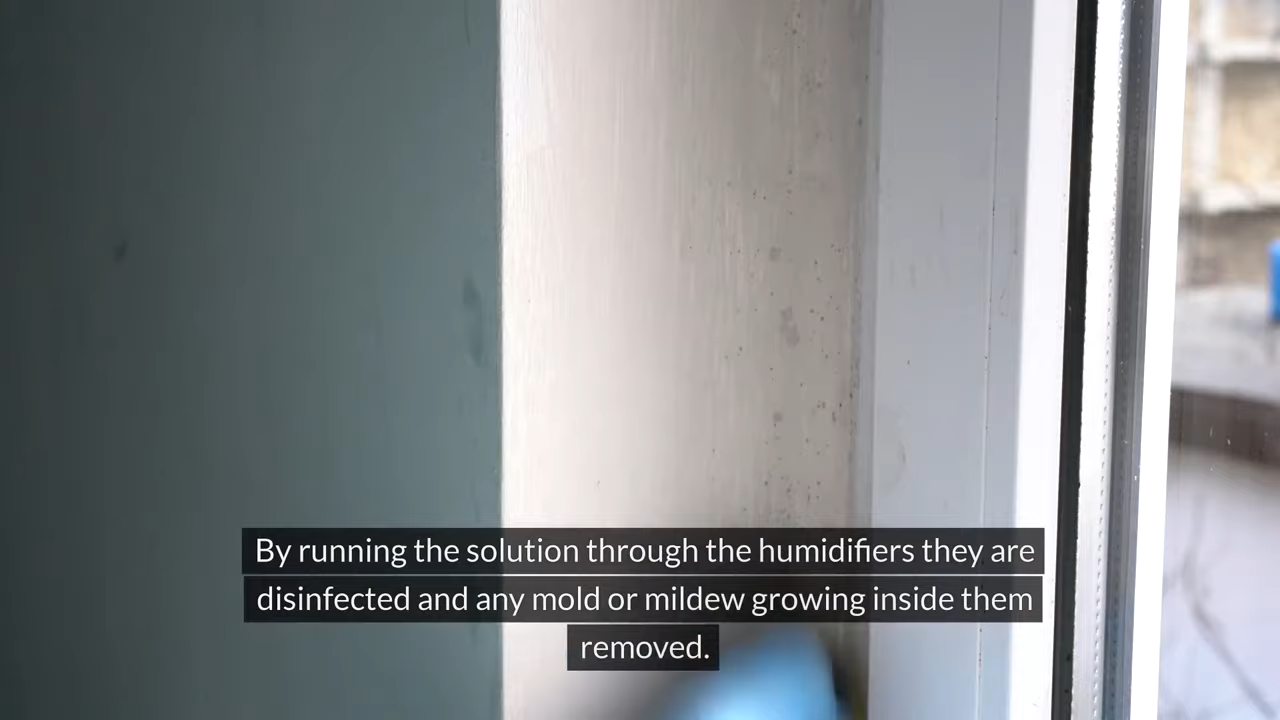 By running the solution through the humidifiers they are
disinfected and any mold or mildew growing inside them
removed.